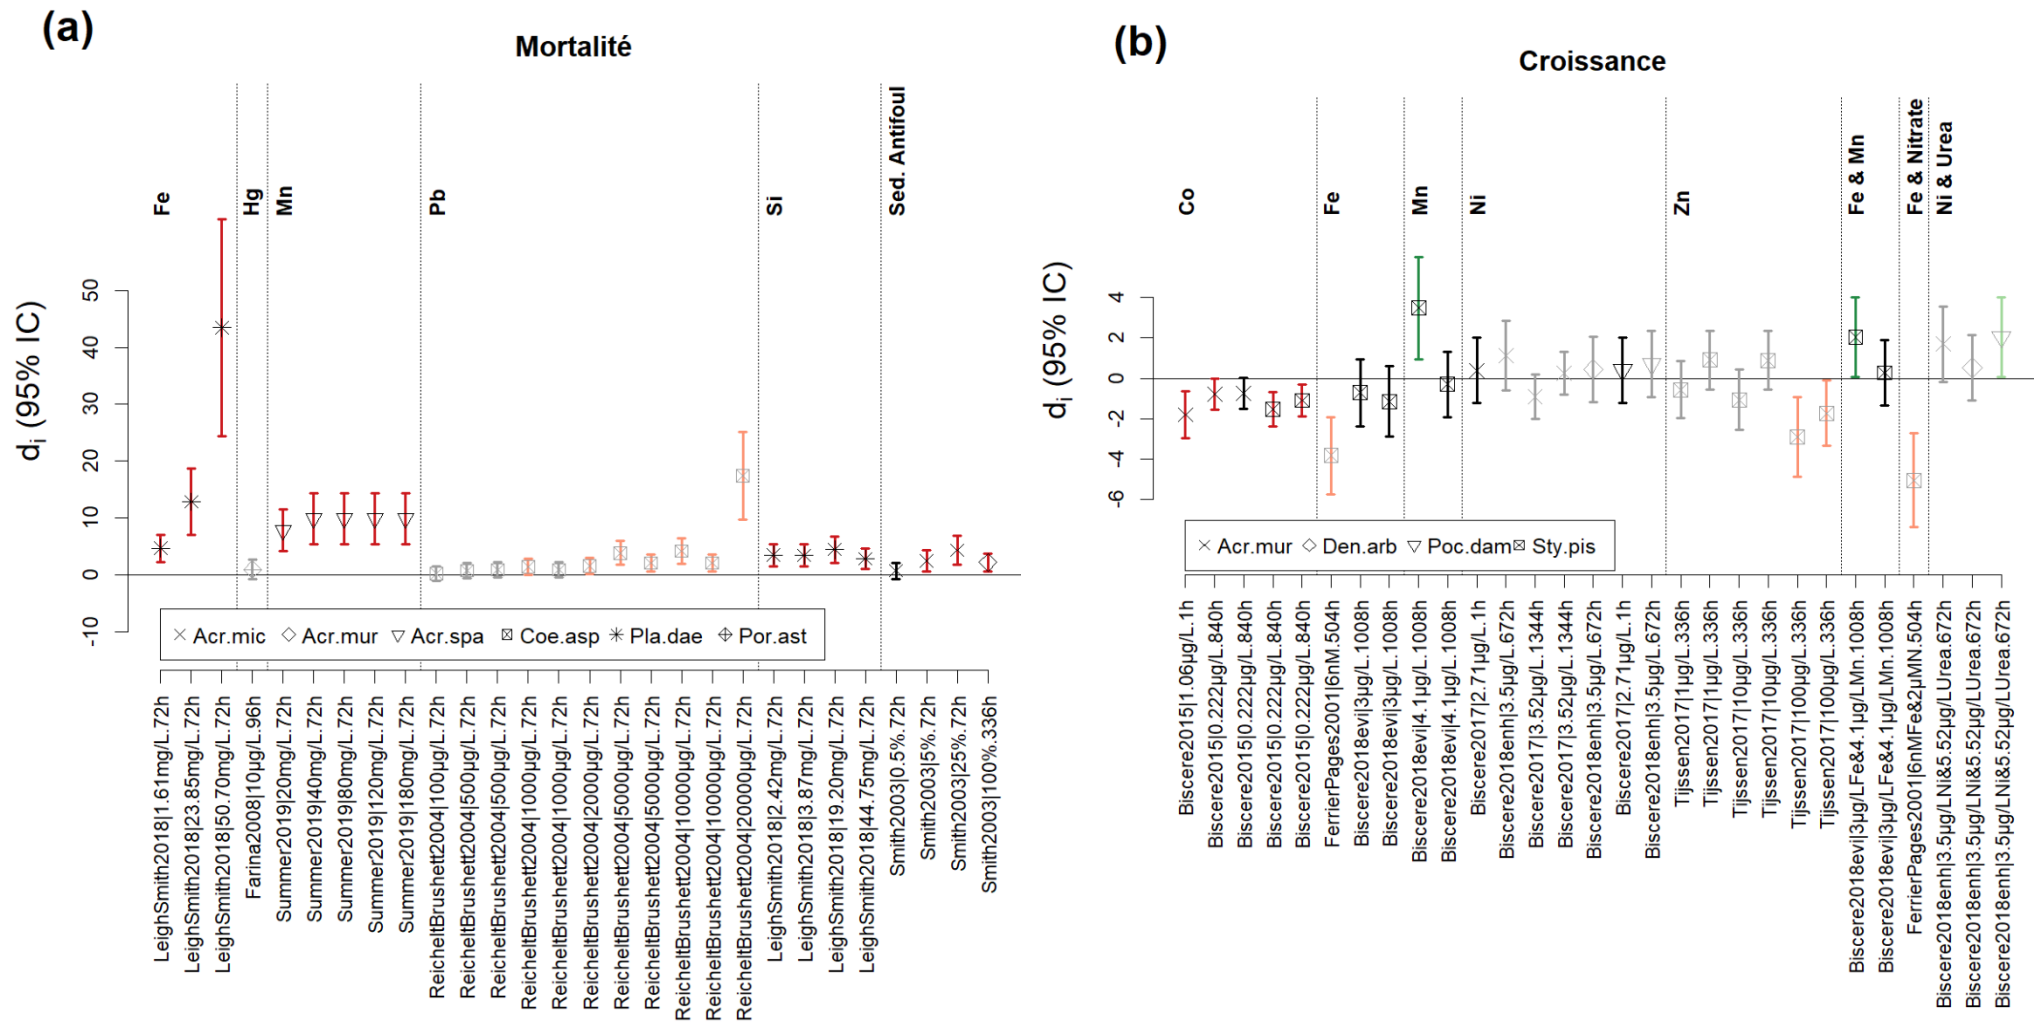 (a)
Mortalité
Fe
Hg
Mn
Pb
Si
Sed. Antifoul
di (95% IC)
50
40
30
20
10
0
-10
Acr.mic
Acr.mur
Acr.spa
Coe.asp
Pla.dae
Por.ast
LeighSmith2018|1.61mg/L.72h
LeighSmith2018|23.85mg/L.72h
LeighSmith2018|50.70mg/L.72h
Farina2008|10µg/L.96h
Summer2019|20mg/L.72h
Summer2019|40mg/L.72h
Summer2019|80mg/L.72h
Summer2019|120mg/L.72h
Summer2019|180mg/L.72h
ReicheltBrushett2004|100µg/L.72h
ReicheltBrushett2004|500µg/L.72h
ReicheltBrushett2004|500µg/L.72h
ReicheltBrushett2004|1000µg/L.72h
ReicheltBrushett2004|1000µg/L.72h
ReicheltBrushett2004|2000µg/L.72h
ReicheltBrushett2004|5000µg/L.72h
ReicheltBrushett2004|5000µg/L.72h
ReicheltBrushett2004|10000µg/L.72h
ReicheltBrushett2004|10000µg/L.72h
ReicheltBrushett2004|20000µg/L.72h
LeighSmith2018|2.42mg/L.72h
LeighSmith2018|3.87mg/L.72h
LeighSmith2018|19.20mg/L.72h
LeighSmith2018|44.75mg/L.72h
Smith2003|0.5%.72h
Smith2003|5%.72h
Smith2003|25%.72h
Smith2003|100%.336h
(b)
Croissance
Co
Fe
Mn
Ni
Zn
Fe & Mn
Fe & Nitrate
Ni & Urea
di (95% IC)
4
2
0
-2
-4
-6
Acr.mur
Den.arb
Poc.dam
Sty.pis
Biscere2015|1.06µg/L.1h
Biscere2015|0.222µg/L.840h
Biscere2015|0.222µg/L.840h
Biscere2015|0.222µg/L.840h
Biscere2015|0.222µg/L.840h
FerrierPages2001|6nM.504h
Biscere2018evi|3µg/L.1008h
Biscere2018evi|3µg/L.1008h
Biscere2018evi|4.1µg/L.1008h
Biscere2018evi|4.1µg/L.1008h
Biscere2017|2.71µg/L.1h
Biscere2018enh|3.5µg/L.672h
Biscere2017|3.52µg/L.1344h
Biscere2017|3.52µg/L.1344h
Biscere2018enh|3.5µg/L.672h
Biscere2017|2.71µg/L.1h
Biscere2018enh|3.5µg/L.672h
Tijssen2017|1µg/L.336h
Tijssen2017|1µg/L.336h
Tijssen2017|10µg/L.336h
Tijssen2017|10µg/L.336h
Tijssen2017|100µg/L.336h
Tijssen2017|100µg/L.336h
Biscere2018evi|3µg/LFe&4.1µg/LMn.1008h
Biscere2018evi|3µg/LFe&4.1µg/LMn.1008h
FerrierPages2001|6nMFe&2µMN.504h
Biscere2018enh|3.5µg/LNi&5.52µg/LUrea.672h
Biscere2018enh|3.5µg/LNi&5.52µg/LUrea.672h
Biscere2018enh|3.5µg/LNi&5.52µg/LUrea.672h